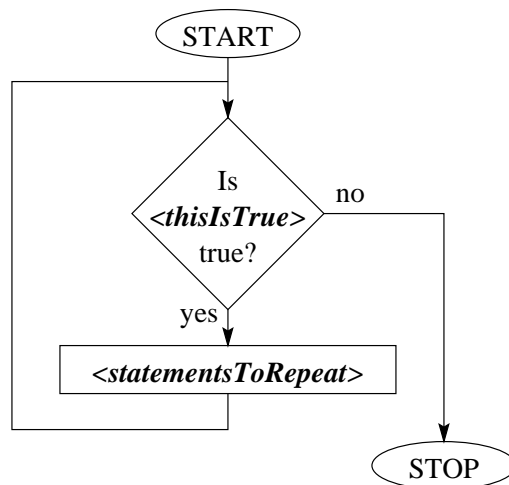 START
Is
<thisIsTrue>
true?
no
yes
<statementsToRepeat>
STOP